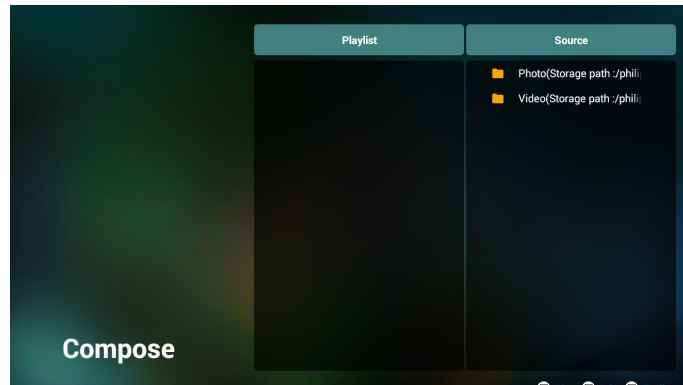 Playlist
Source
Photo(Storage path :/phili
Video(Storage path :/phili
Compose